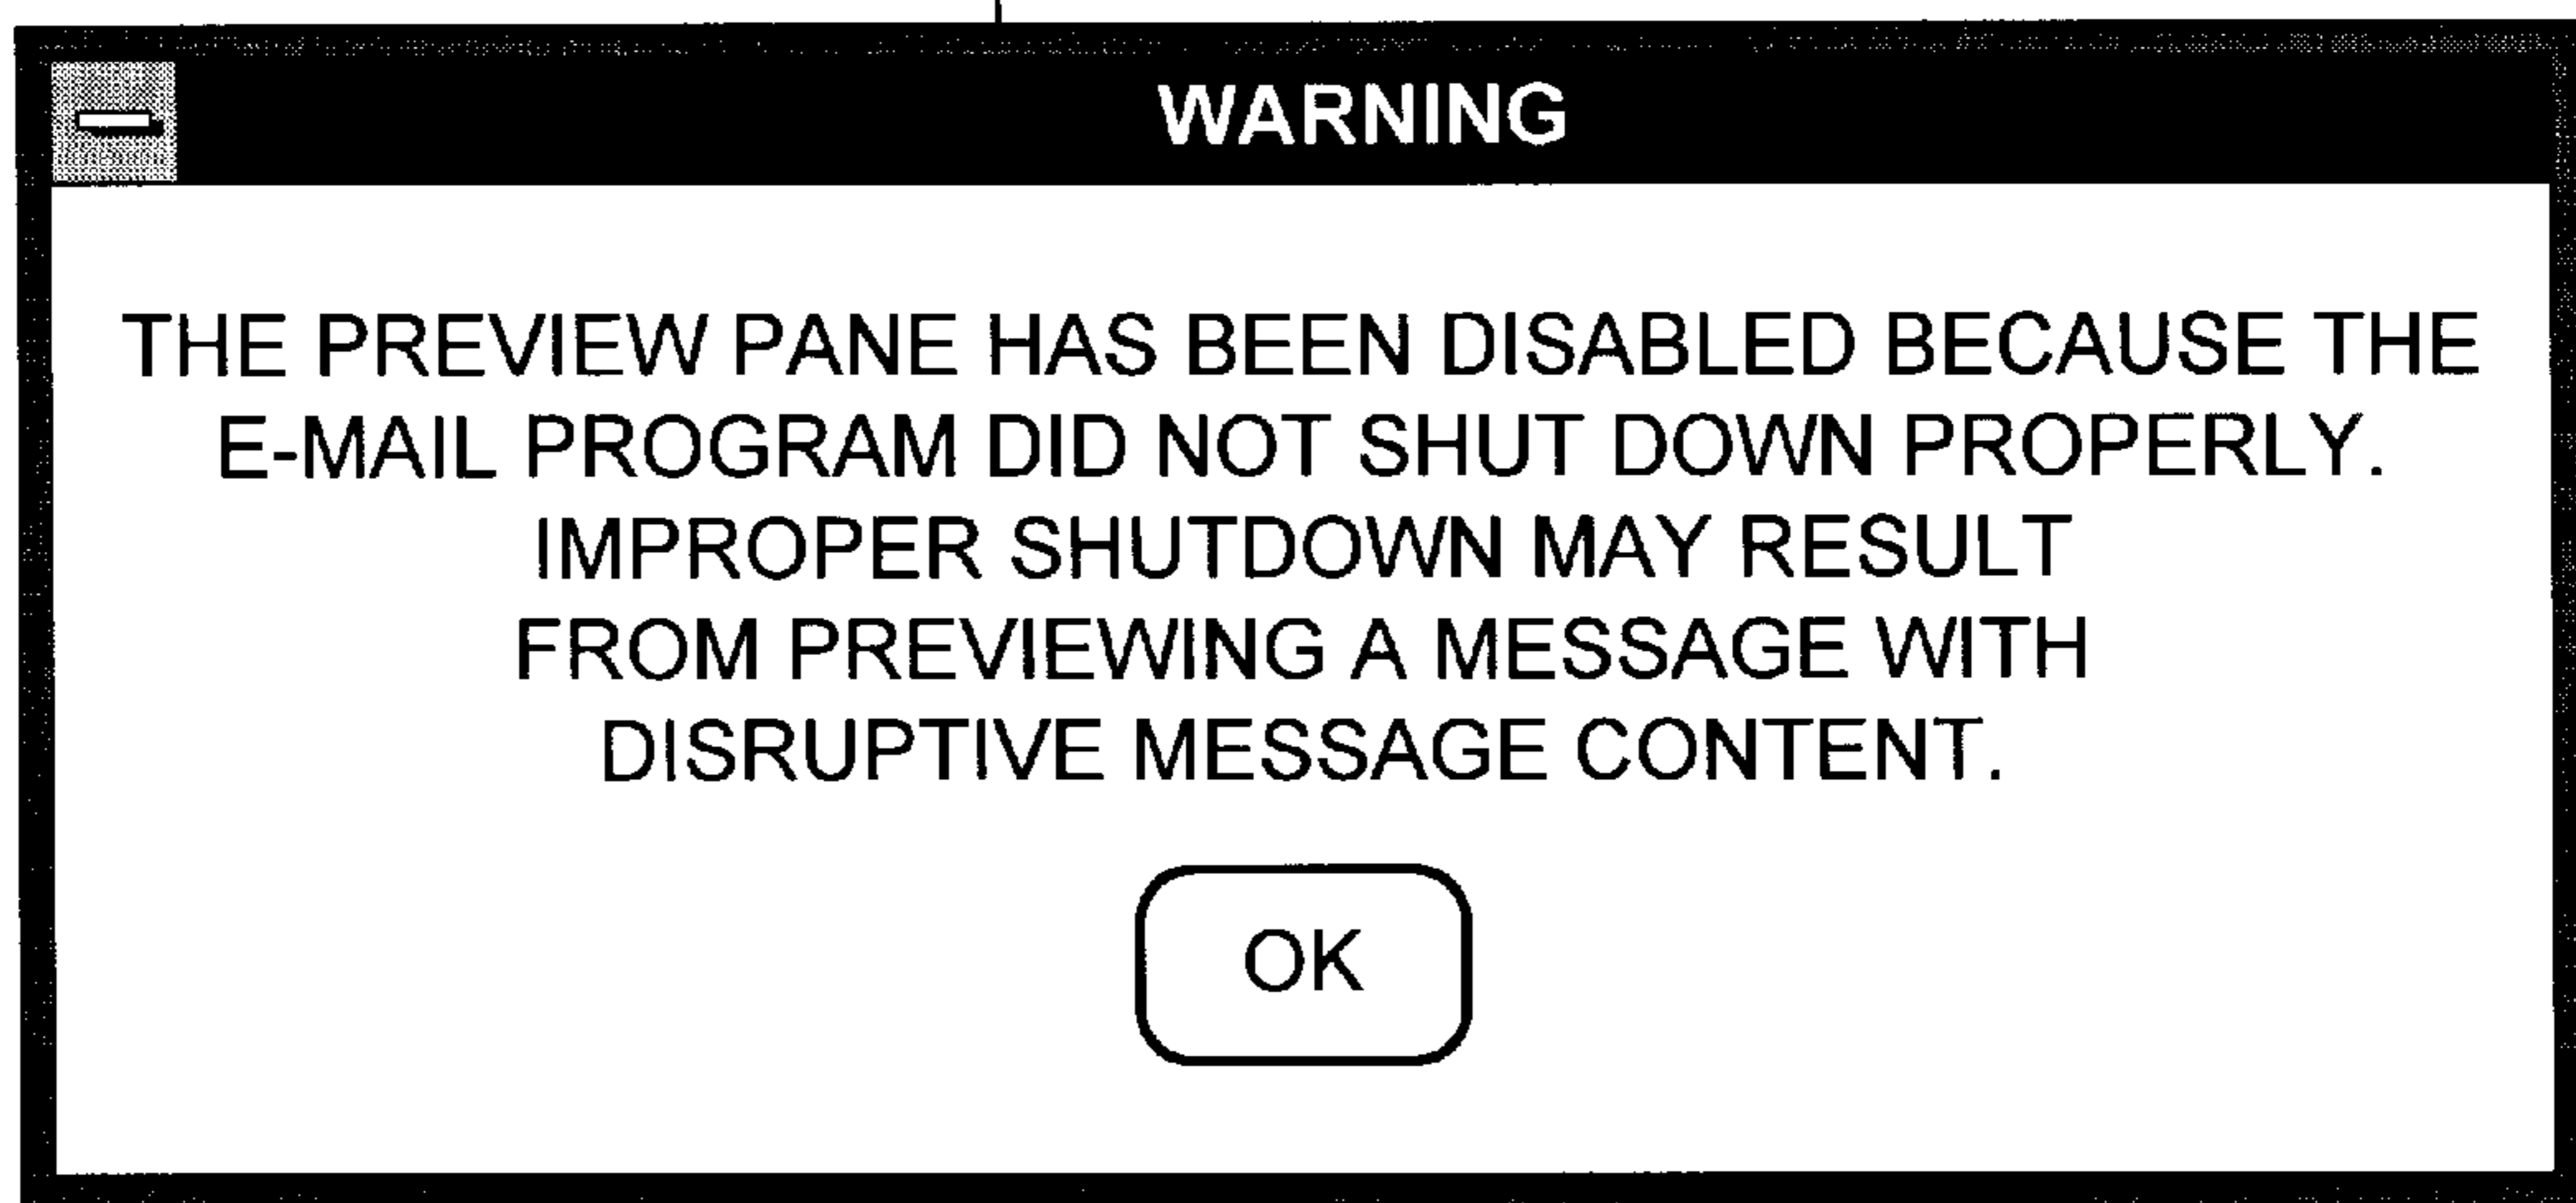 WARNING
THE PREVIEW PANE HAS BEEN DISABLED BECAUSE THE
E-MAIL PROGRAM DID NOT SHUT DOWN PROPERLY.
IMPROPER SHUTDOWN MAY RESULT
FROM PREVIEWING A MESSAGE WITH
DISRUPTIVE MESSAGE CONTENT.
OK